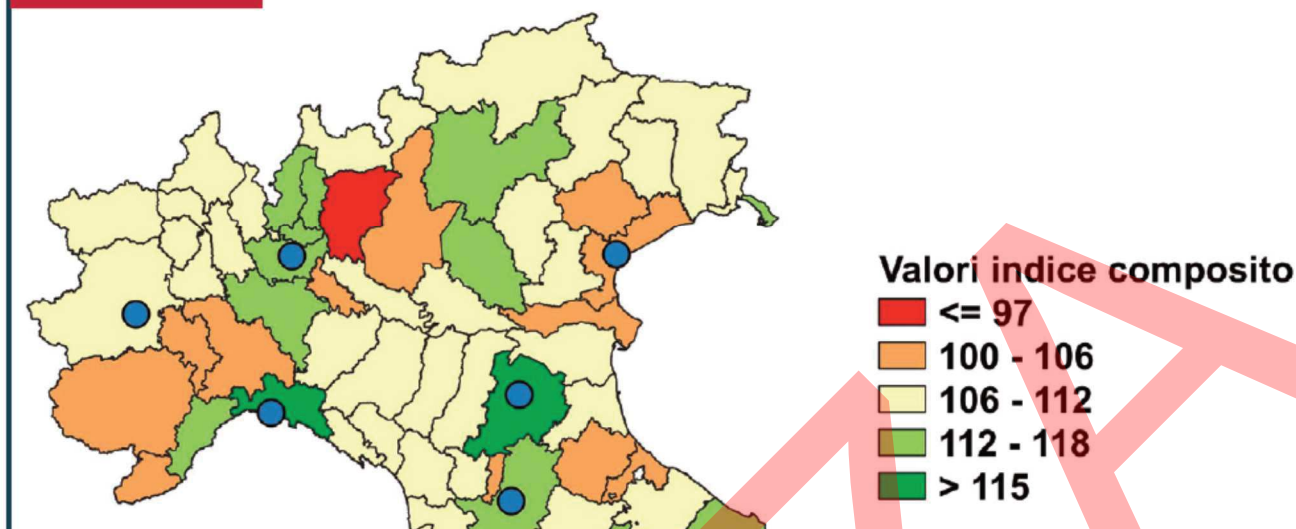 Valori indice composito
<= 97
100 - 106
106 - 112
112 - 118
> 115